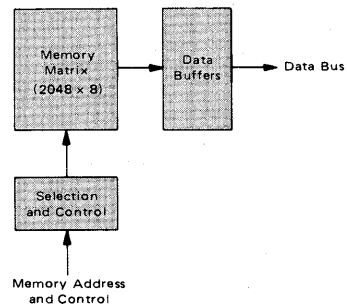 Memory
Matrix
(2048 x 8)
Data
Buffers
Data Bus
Selection
and Control
Memory Address
and Control